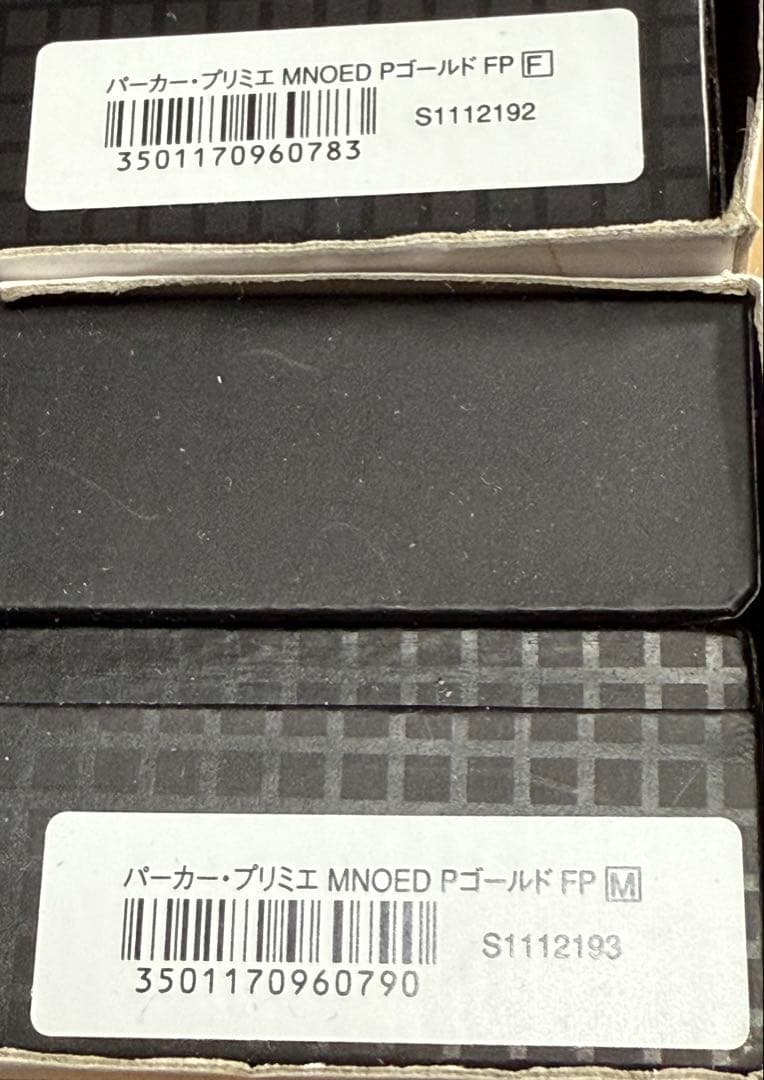 パーカー・プリミエ MNOED Pゴールド FP F
S1112192
3501170960783
パーカー・プリミエ MNOED Pゴールド FP M
S1112193
3501170960790